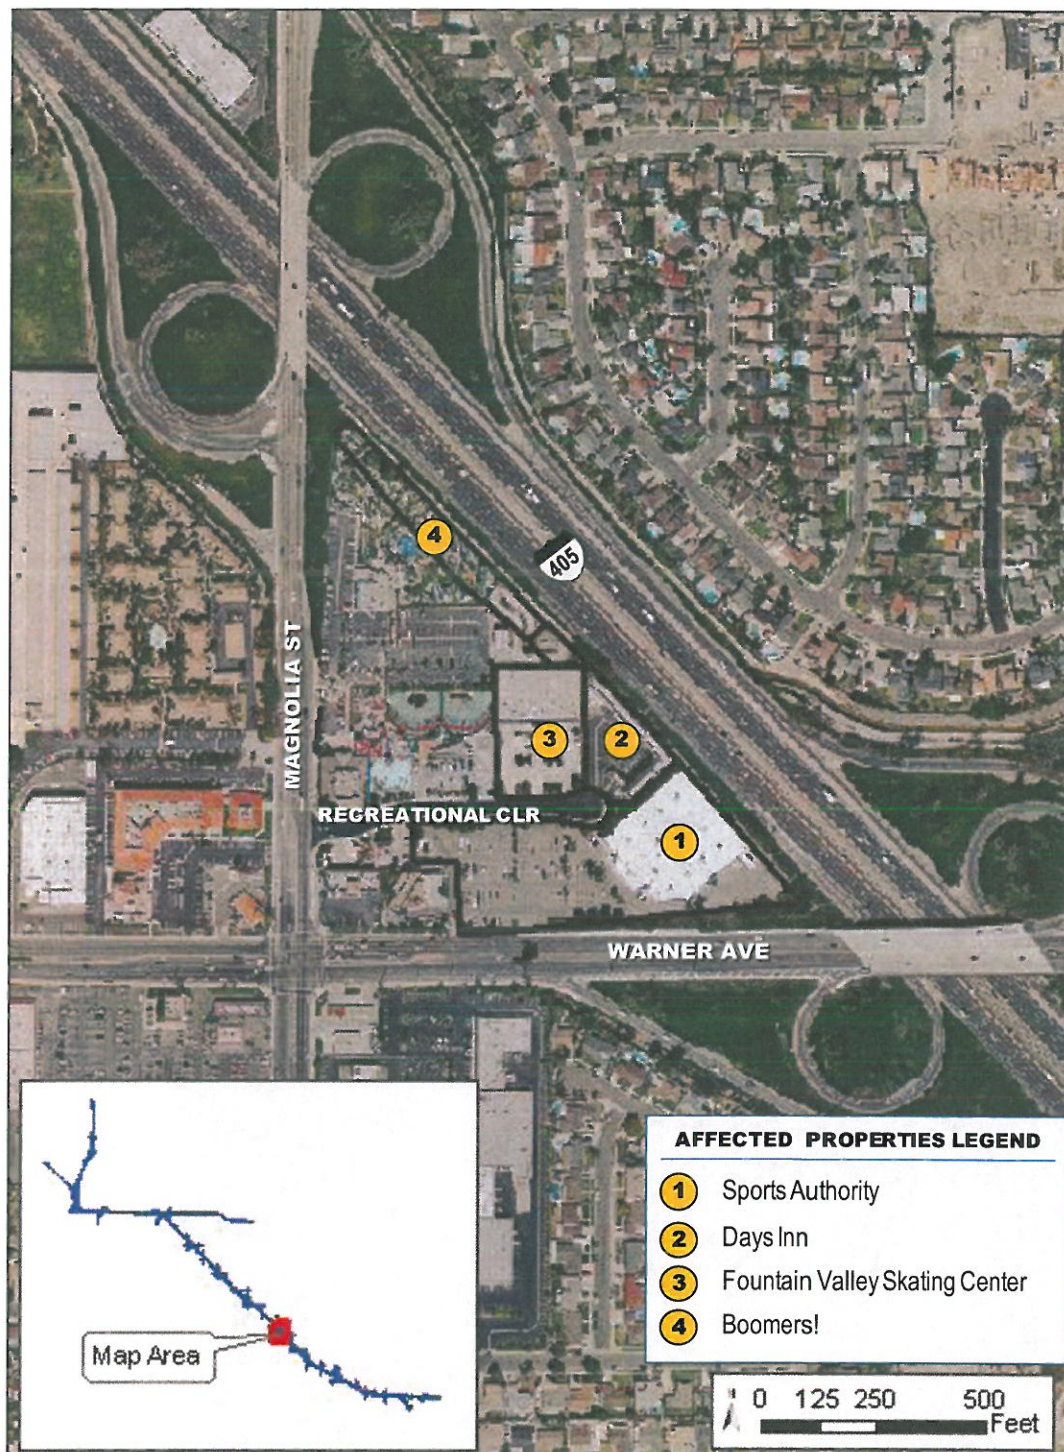 4
405
MAGNOLIA ST
3
2
RECREATIONAL CLR
1
WARNER AVE
AFFECTED PROPERTIES LEGEND
1 Sports Authority
2 Days Inn
3 Fountain Valley Skating Center
4 Boomers!
Map Area
0 125 250 500
Feet